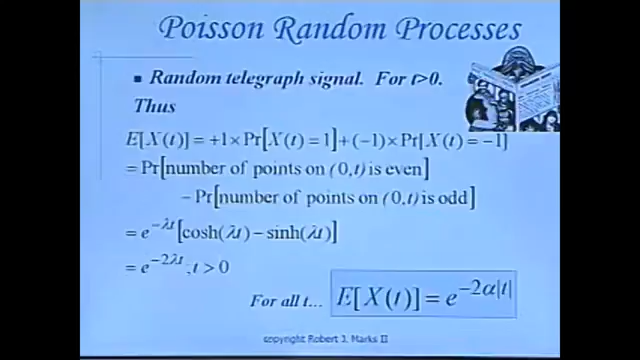 Poisson Random Processes
▪ Random telegraph signal. For t>0.
Thus
E[X(t)] = +1×Pr[X(t) = 1]+(−1)×Pr[X(t) = −1]
= Pr[number of points on (0,t) is even]
− Pr[number of points on (0,t) is odd]
= e^{−λt}[cosh(λt)−sinh(λt)]
= e^{−2λt}; t > 0
For all t... E[X(t)] = e^{−2α|t|}
copyright Robert J. Marks II